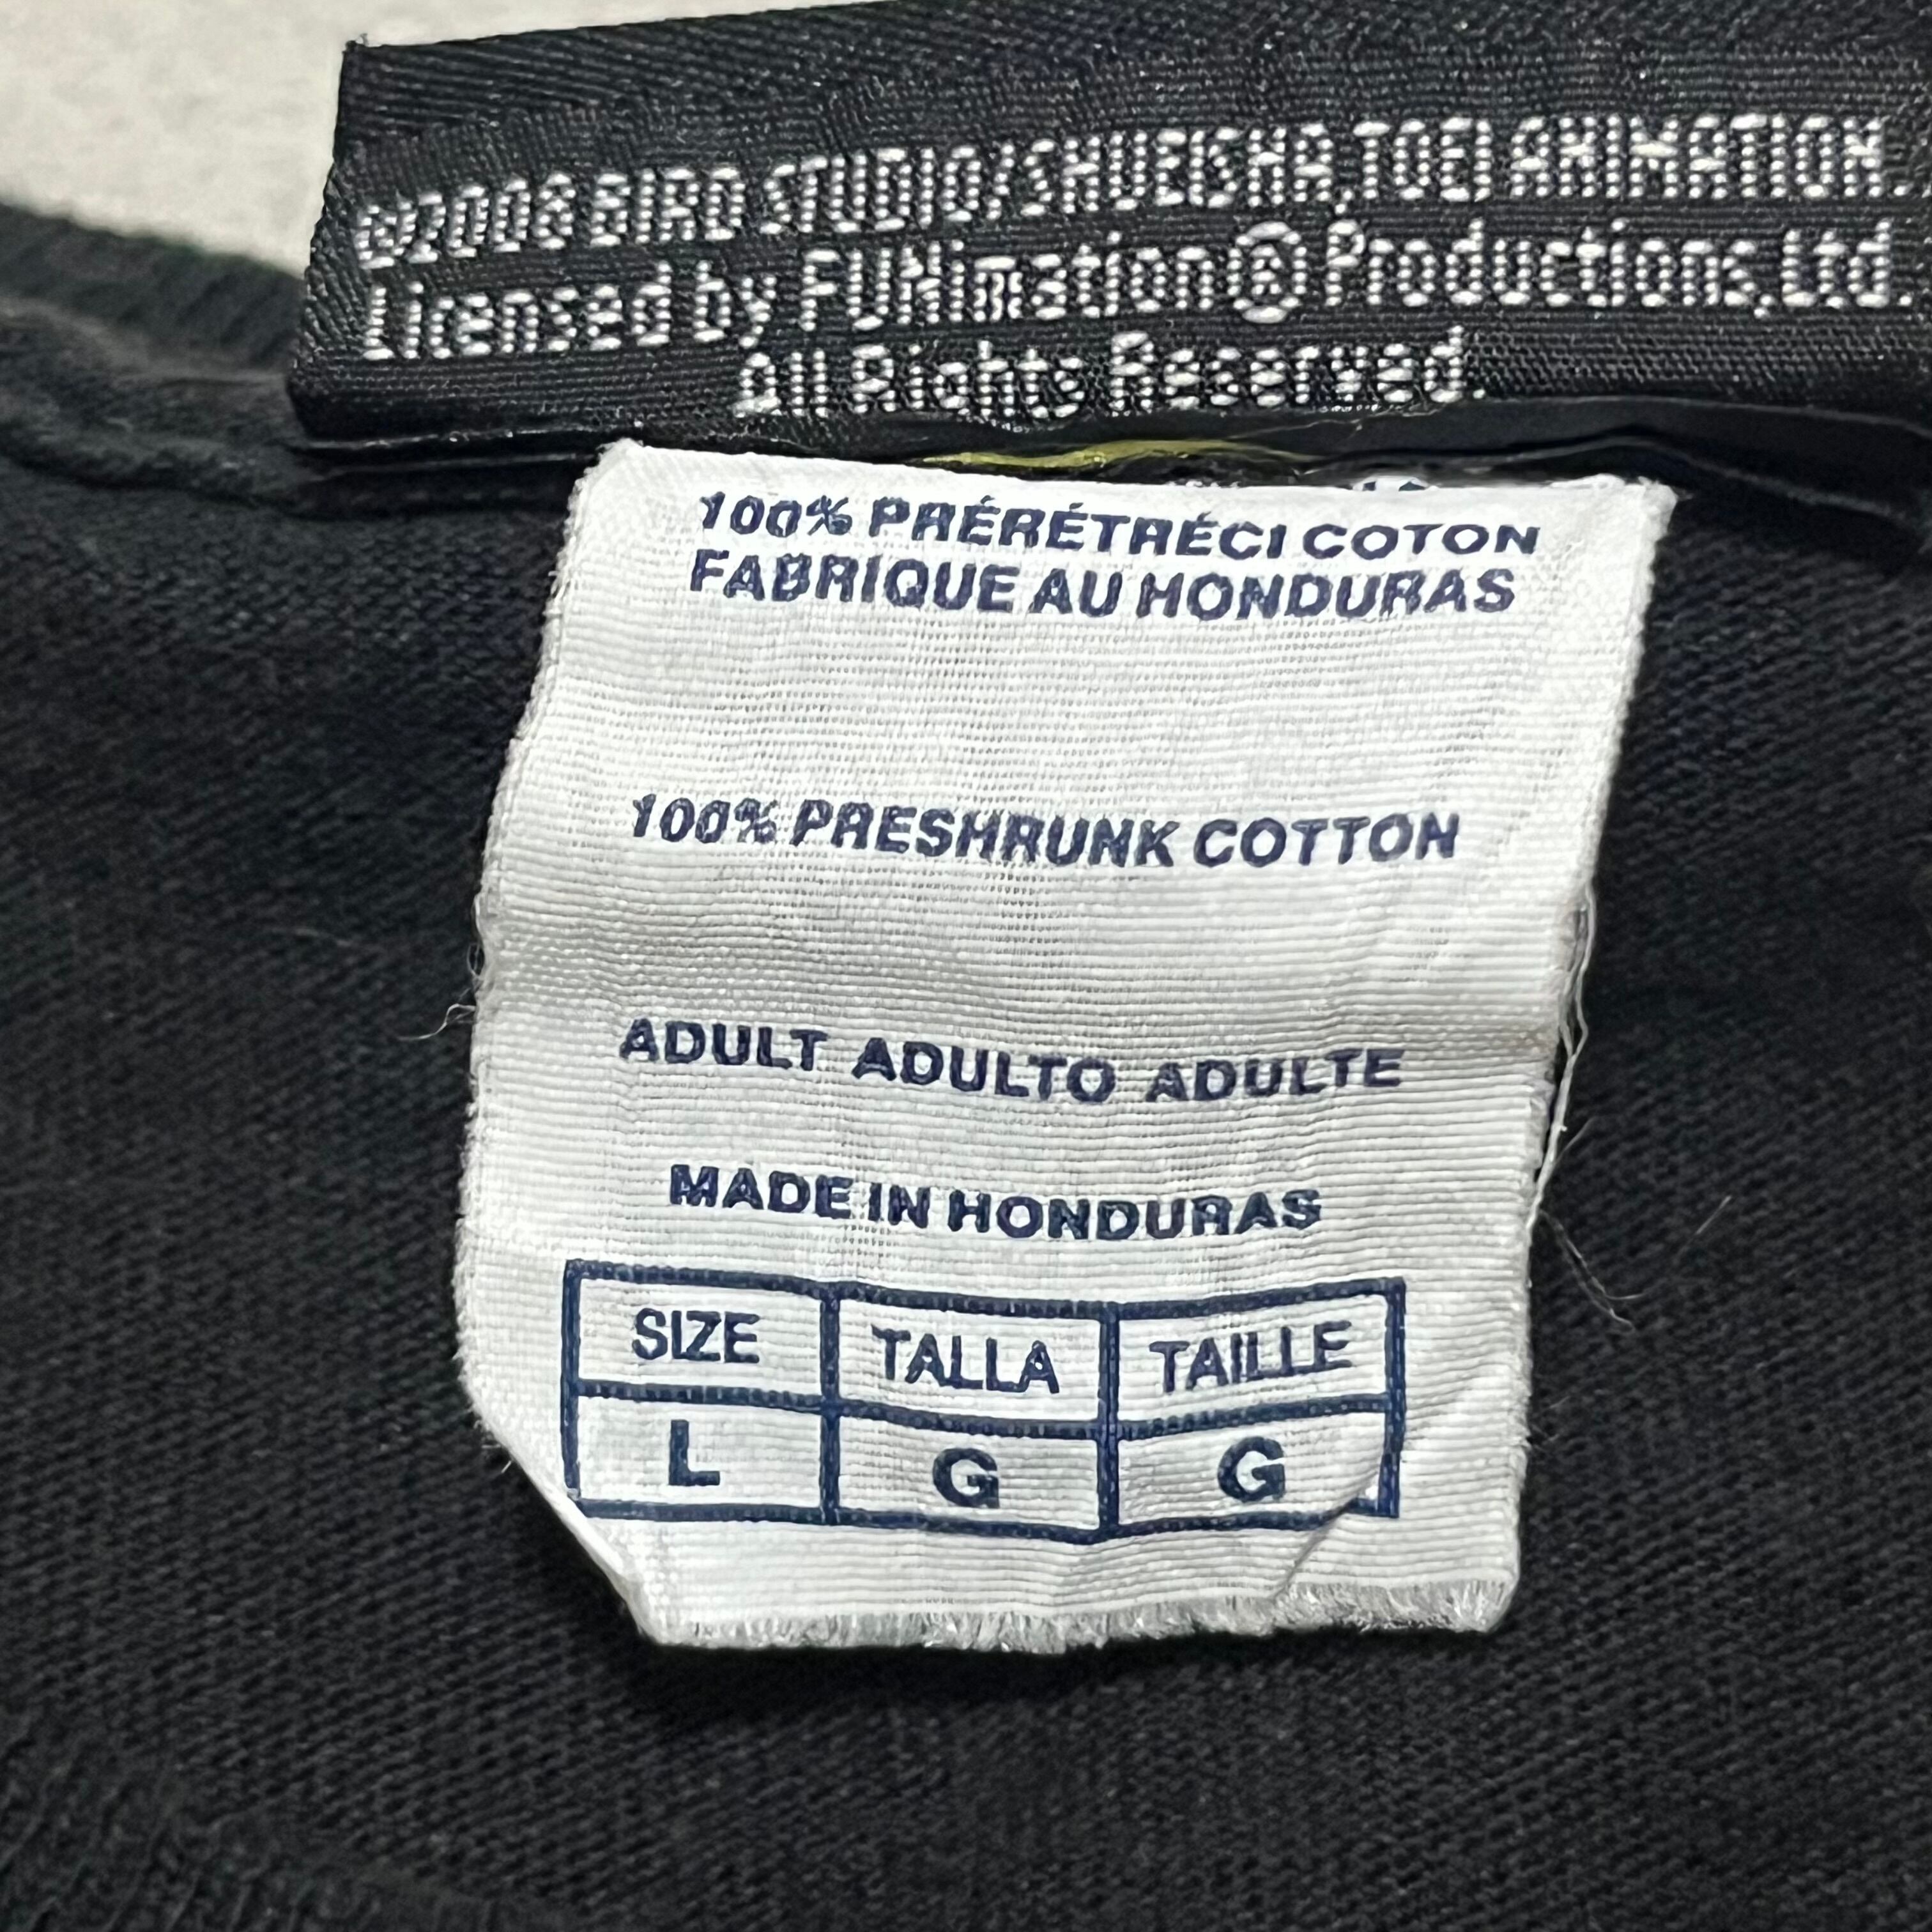 ©2008 BIRD STUDIO/SHUEISHA,TOEI ANIMATION.
Licensed by FUNimation® Productions,Ltd.
All Rights Reserved.
100% PRÉRÉTRÉCI COTON
FABRIQUE AU HONDURAS
100% PRESHRUNK COTTON
ADULT ADULTO ADULTE
MADE IN HONDURAS
SIZE TALLA TAILLE
L G G